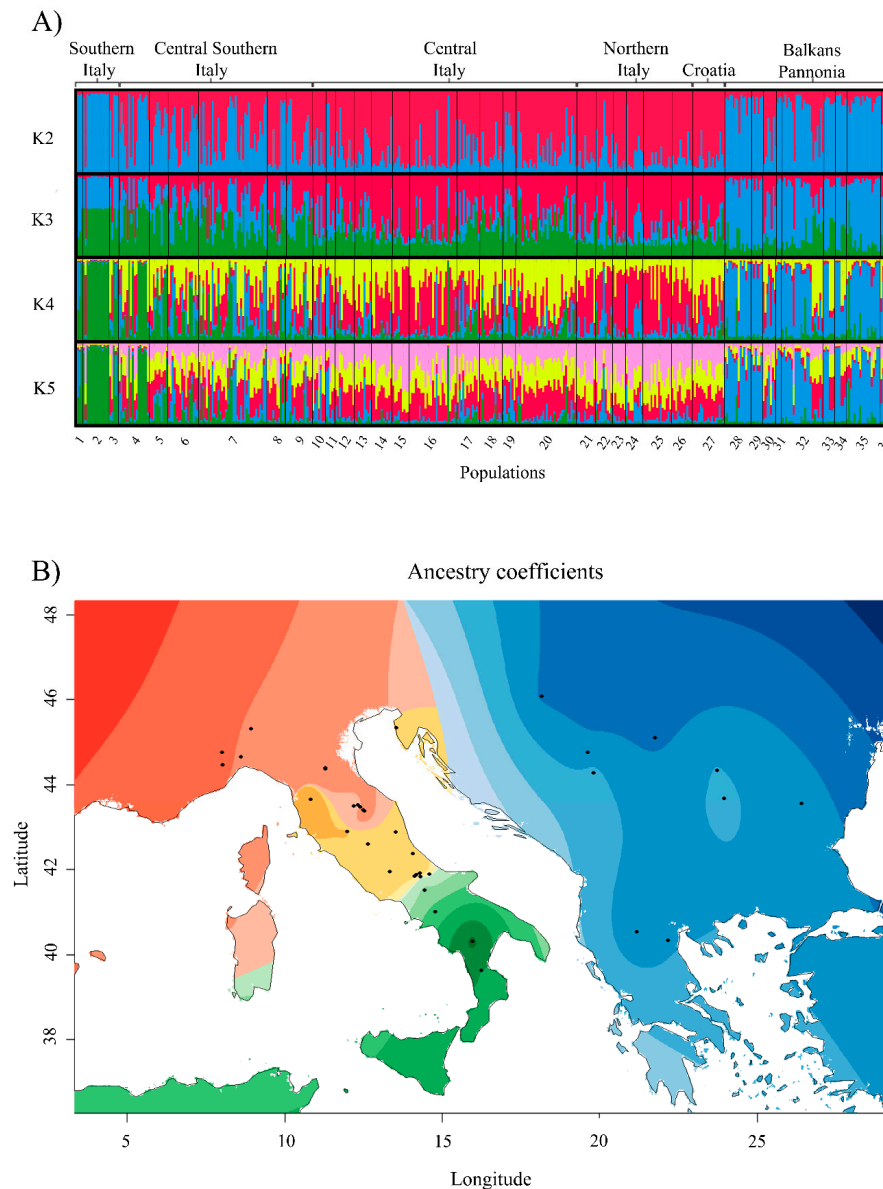 A)
Southern Italy
Central Southern Italy
Central Italy
Northern Italy
Croatia
Balkans Pannonia
K2
K3
K4
K5
1 2 3 4 5 6 7 8 9 10 11 12 13 14 15 16 17 18 19 20 21 22 23 24 25 26 27 28 29 30 31 32 33 34 35
Populations
B)
Ancestry coefficients
48
46
44
42
40
38
Latitude
5 10 15 20 25
Longitude